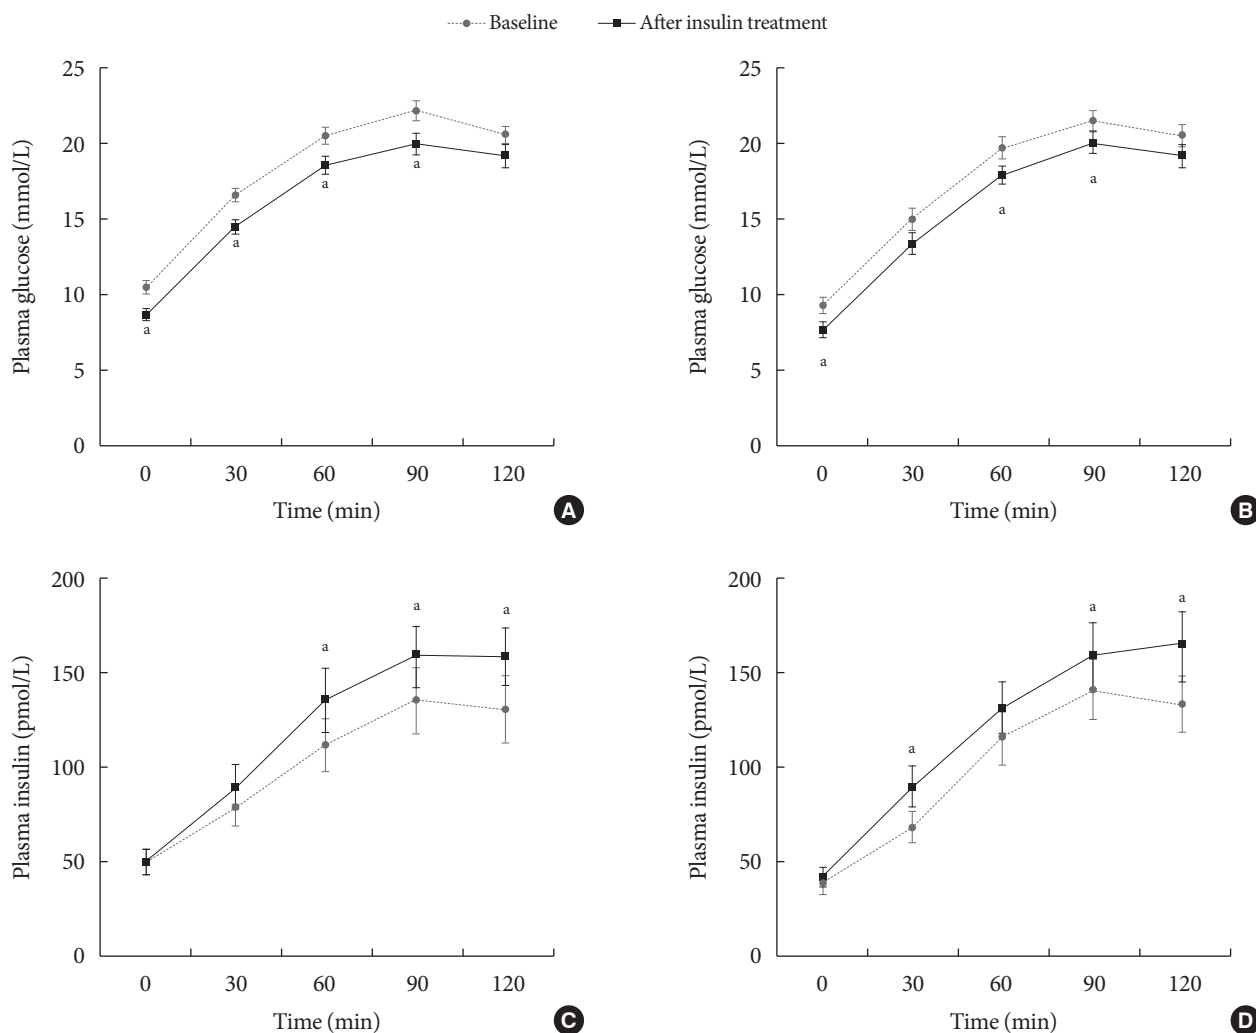 Baseline After insulin treatment
Plasma glucose (mmol/L)
25
20
15
10
5
0
a
a
a
a
0 30 60 90 120
Time (min)
A
Plasma glucose (mmol/L)
25
20
15
10
5
0
a
a
a
0 30 60 90 120
Time (min)
B
Plasma insulin (pmol/L)
200
150
100
50
0
a
a
a
0 30 60 90 120
Time (min)
C
Plasma insulin (pmol/L)
200
150
100
50
0
a
a
a
0 30 60 90 120
Time (min)
D